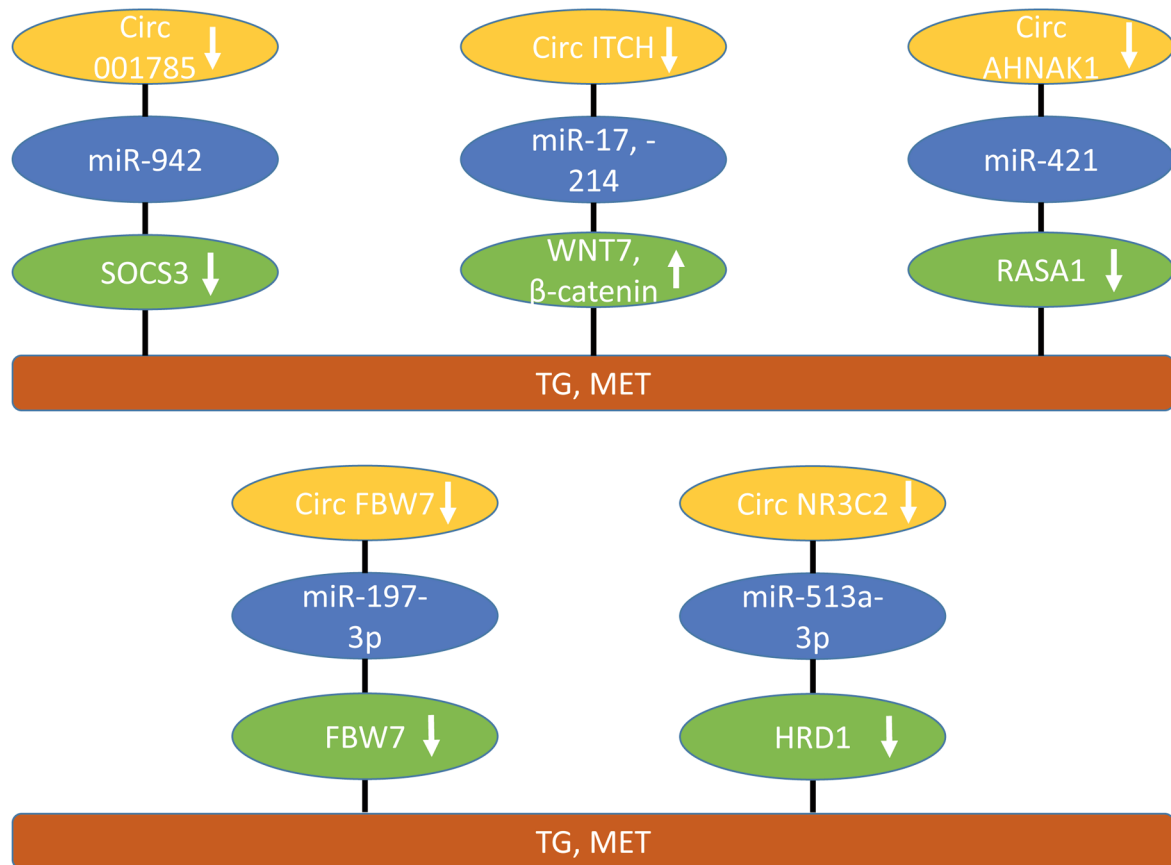 Circ
001785
Circ ITCH
Circ
AHNAK1
miR-942
miR-17, -
214
miR-421
SOCS3
WNT7,
β-catenin
RASA1
TG, MET
Circ FBW7
Circ NR3C2
miR-197-
3p
miR-513a-
3p
FBW7
HRD1
TG, MET